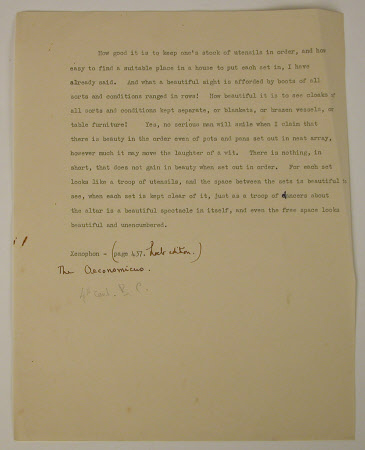 How good it is to keep one's stock of utensils in order, and how
easy to find a suitable place in a house to put each set in, I have
already said. And what a beautiful sight is afforded by boots of all
sorts and conditions ranged in rows! How beautiful it is to see cloaks of
all sorts and conditions kept separate, or blankets, or brazen vessels, or
table furniture! Yes, no serious man will smile when I claim that
there is beauty in the order even of pots and pans set out in neat array,
however much it may move the laughter of a wit. There is nothing, in
short, that does not gain in beauty when set out in order. For each set
looks like a troop of utensils, and the space between the sets is beautiful to
see, when each set is kept clear of it, just as a troop of dancers about
the altar is a beautiful spectacle in itself, and even the free space looks
beautiful and unencumbered.
Xenophon - (page 437. Loeb edition.)
The Oeconomicus.
4th Cent. B.C.